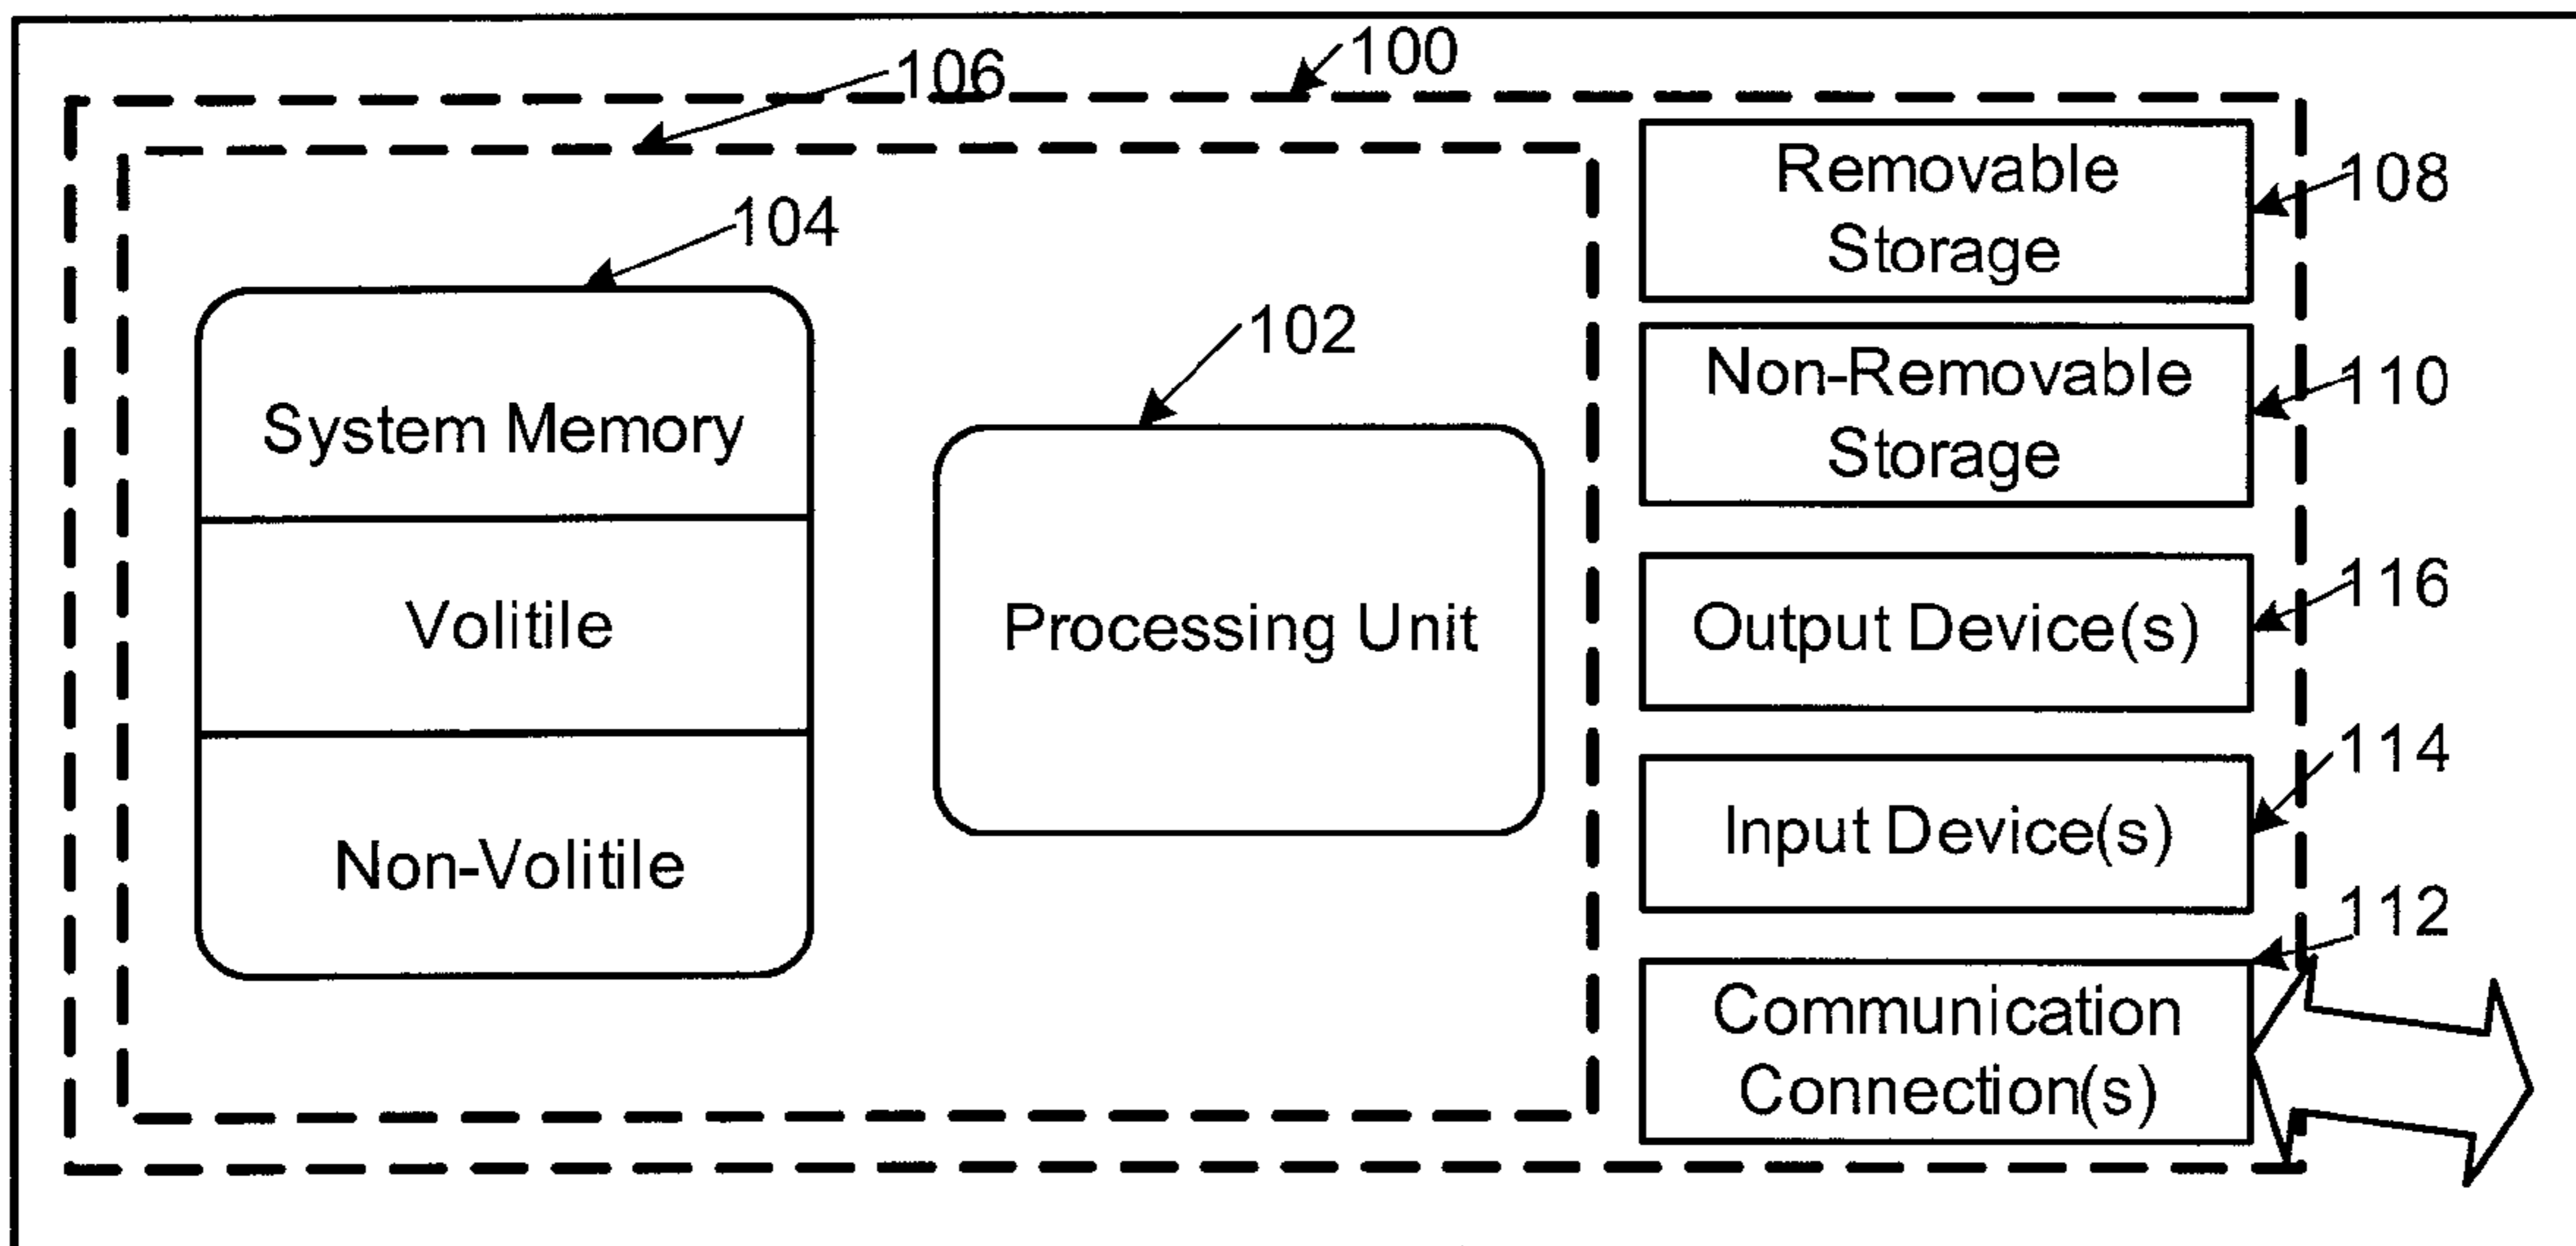 100
106
Removable
Storage
108
104
Non-Removable
Storage
110
102
System Memory
Volitile
Non-Volitile
Processing Unit
Output Device(s)
116
Input Device(s)
114
112
Communication
Connection(s)